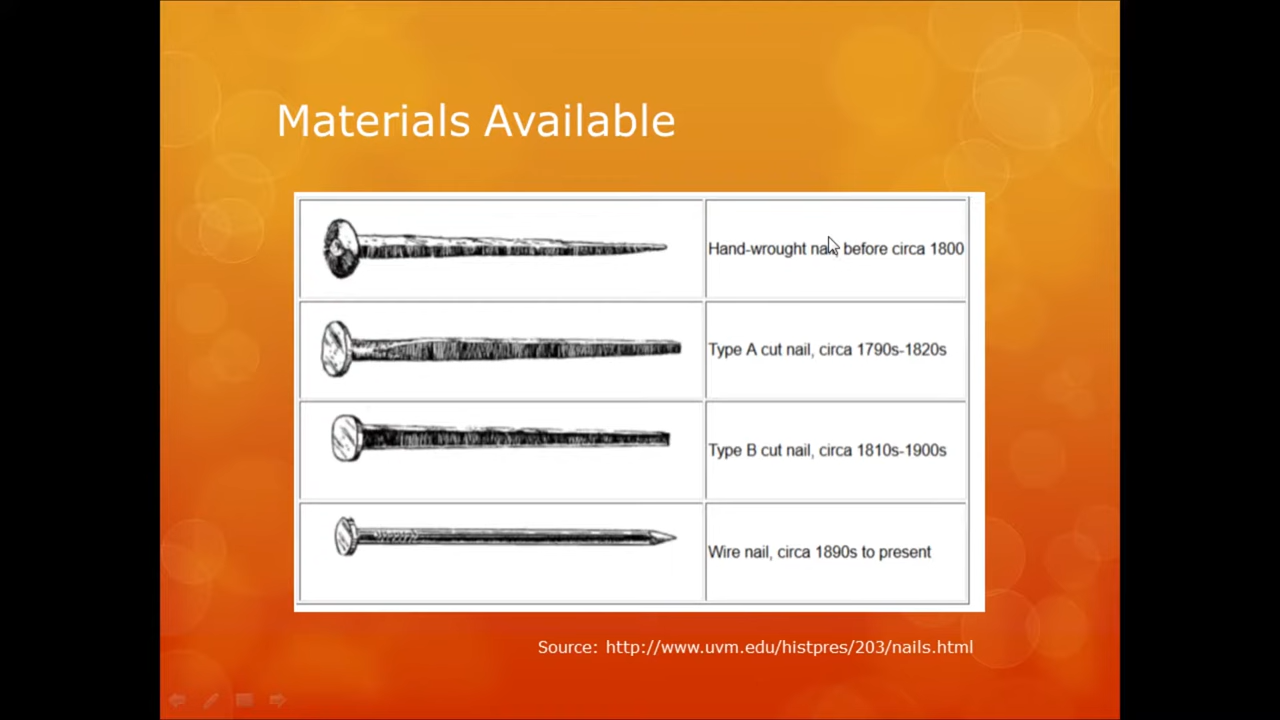 Materials Available
Hand-wrought nail, before circa 1800
Type A cut nail, circa 1790s-1820s
Type B cut nail, circa 1810s-1900s
Wire nail, circa 1890s to present
Source: http://www.uvm.edu/histpres/203/nails.html